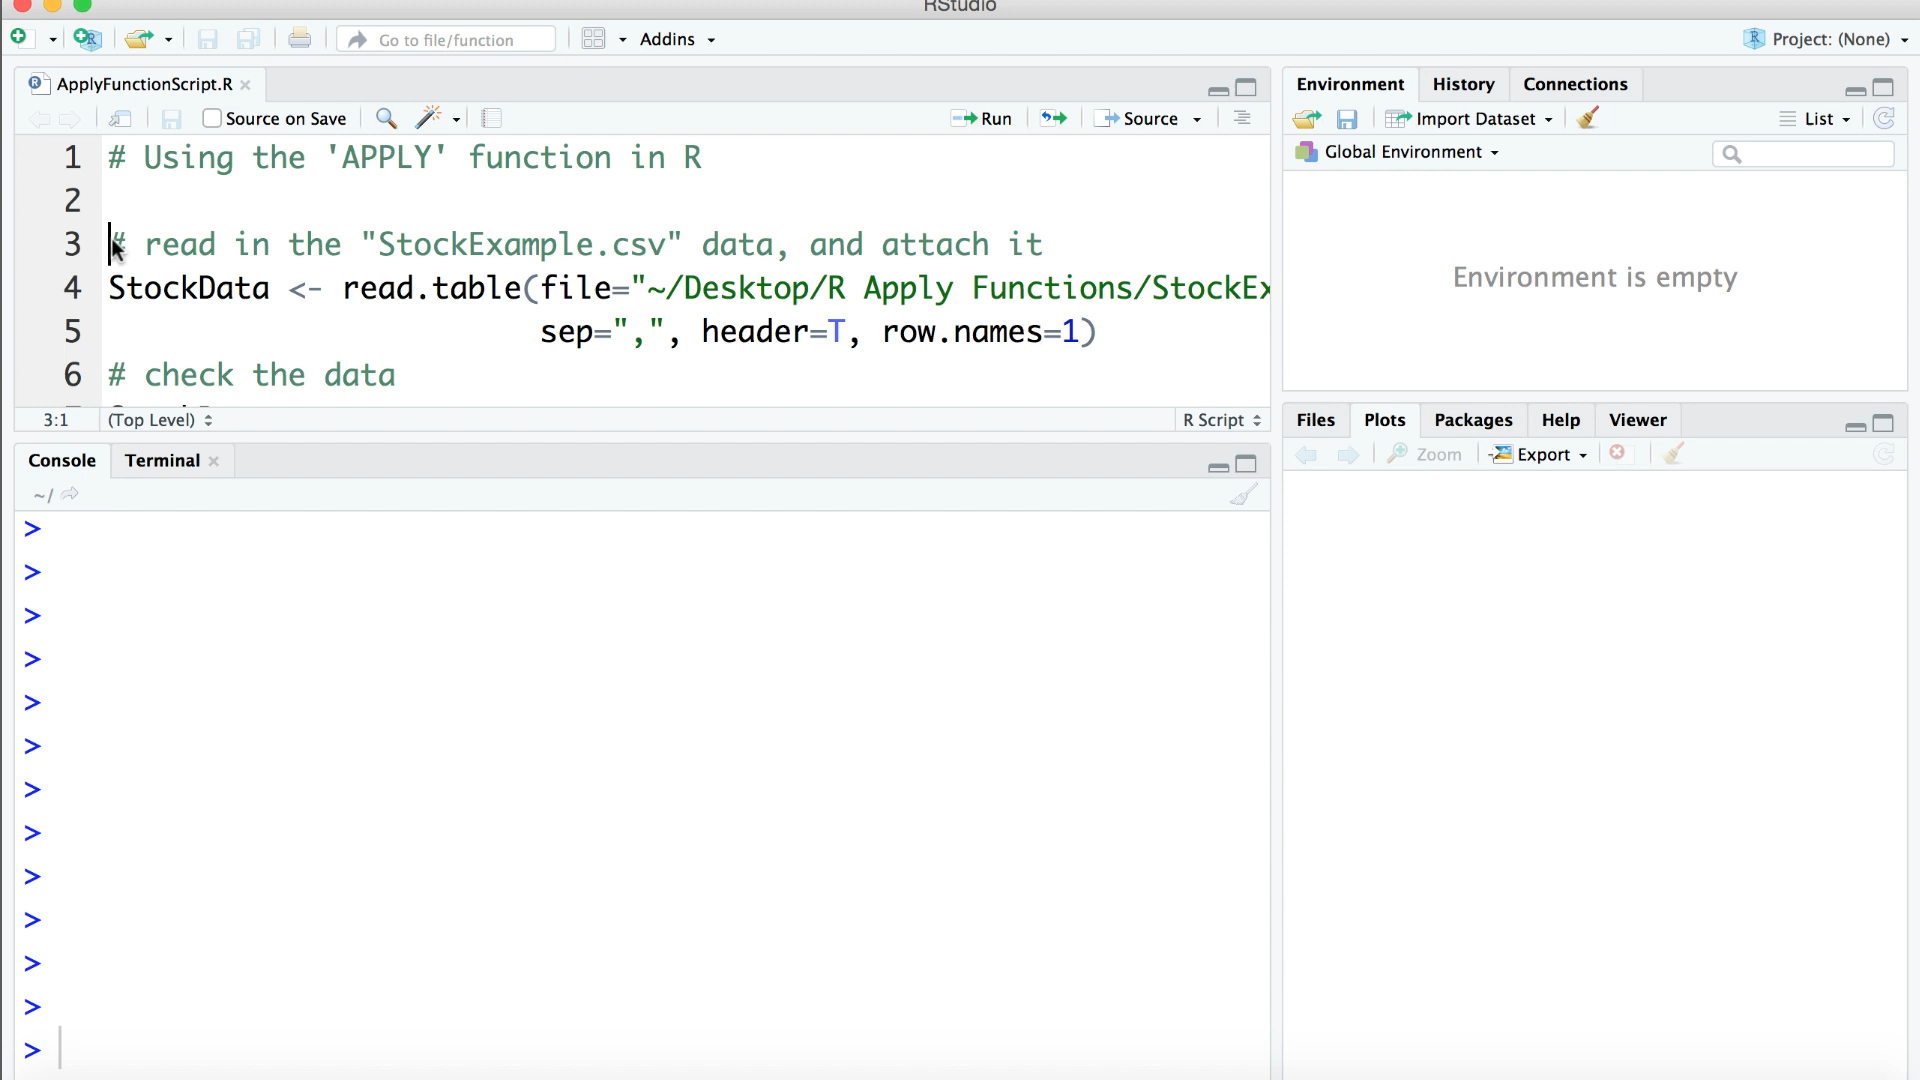 RStudio
Go to file/function
Addins
Project: (None)
ApplyFunctionScript.R
Source on Save
Run
Source
1 # Using the 'APPLY' function in R
2
3 # read in the "StockExample.csv" data, and attach it
4 StockData <- read.table(file="~/Desktop/R Apply Functions/StockEx
5 sep=",", header=T, row.names=1)
6 # check the data
3:1 (Top Level) R Script
Console Terminal
~/
>
>
>
>
>
>
>
>
>
>
>
>
>
Environment History Connections
Import Dataset List
Global Environment
Environment is empty
Files Plots Packages Help Viewer
Zoom Export